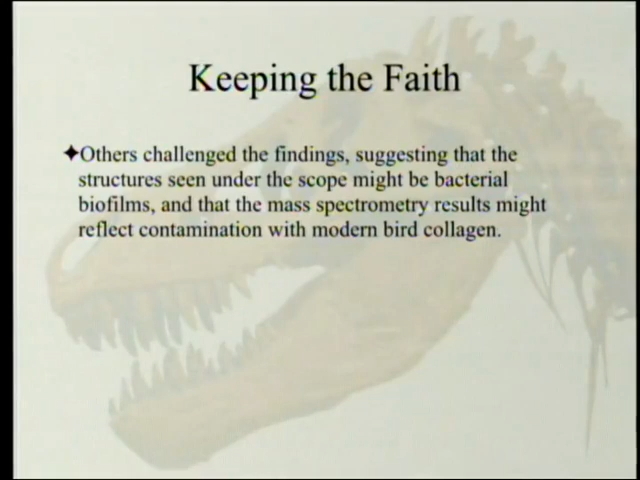 Keeping the Faith
✦Others challenged the findings, suggesting that the
structures seen under the scope might be bacterial
biofilms, and that the mass spectrometry results might
reflect contamination with modern bird collagen.